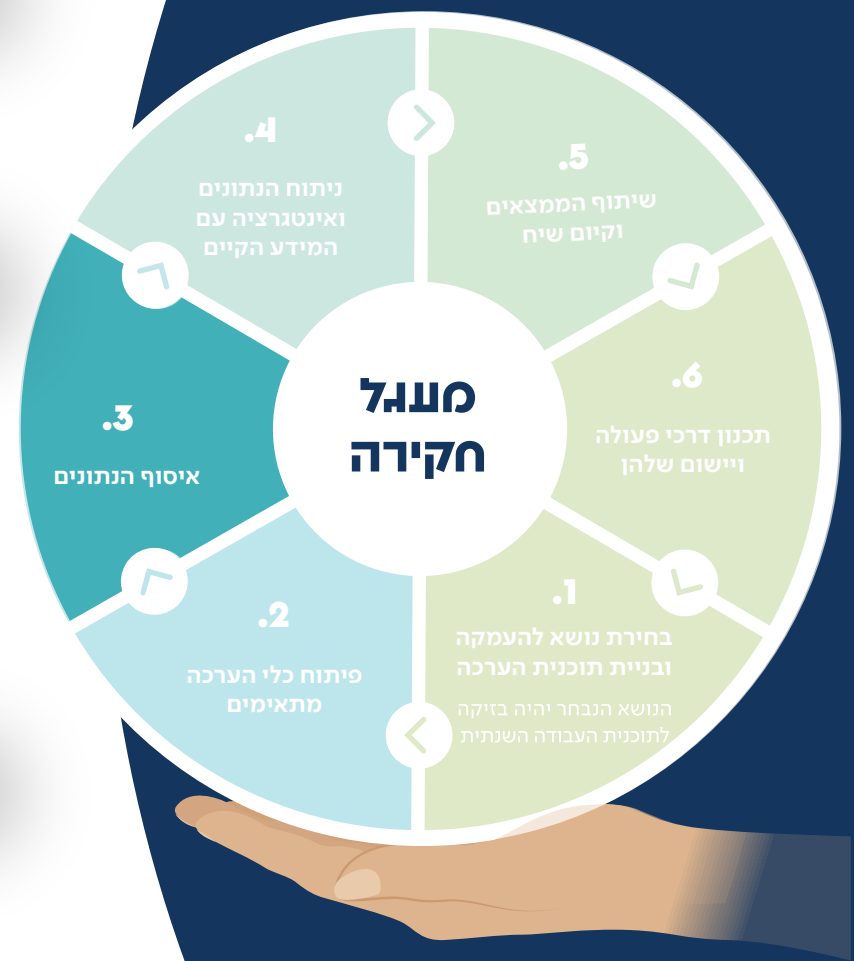 מעגל
חקירה
1.
בחירת נושא להעמקה
ובניית תוכנית הערכה
הנושא הנבחר יהיה בזיקה
לתוכנית העבודה השנתית
2.
פיתוח כלי הערכה
מתאימים
3.
איסוף הנתונים
4.
ניתוח הנתונים
ואינטגרציה עם
המידע הקיים
5.
שיתוף הממצאים
וקיום שיח
6.
תכנון דרכי פעולה
ויישום שלהן